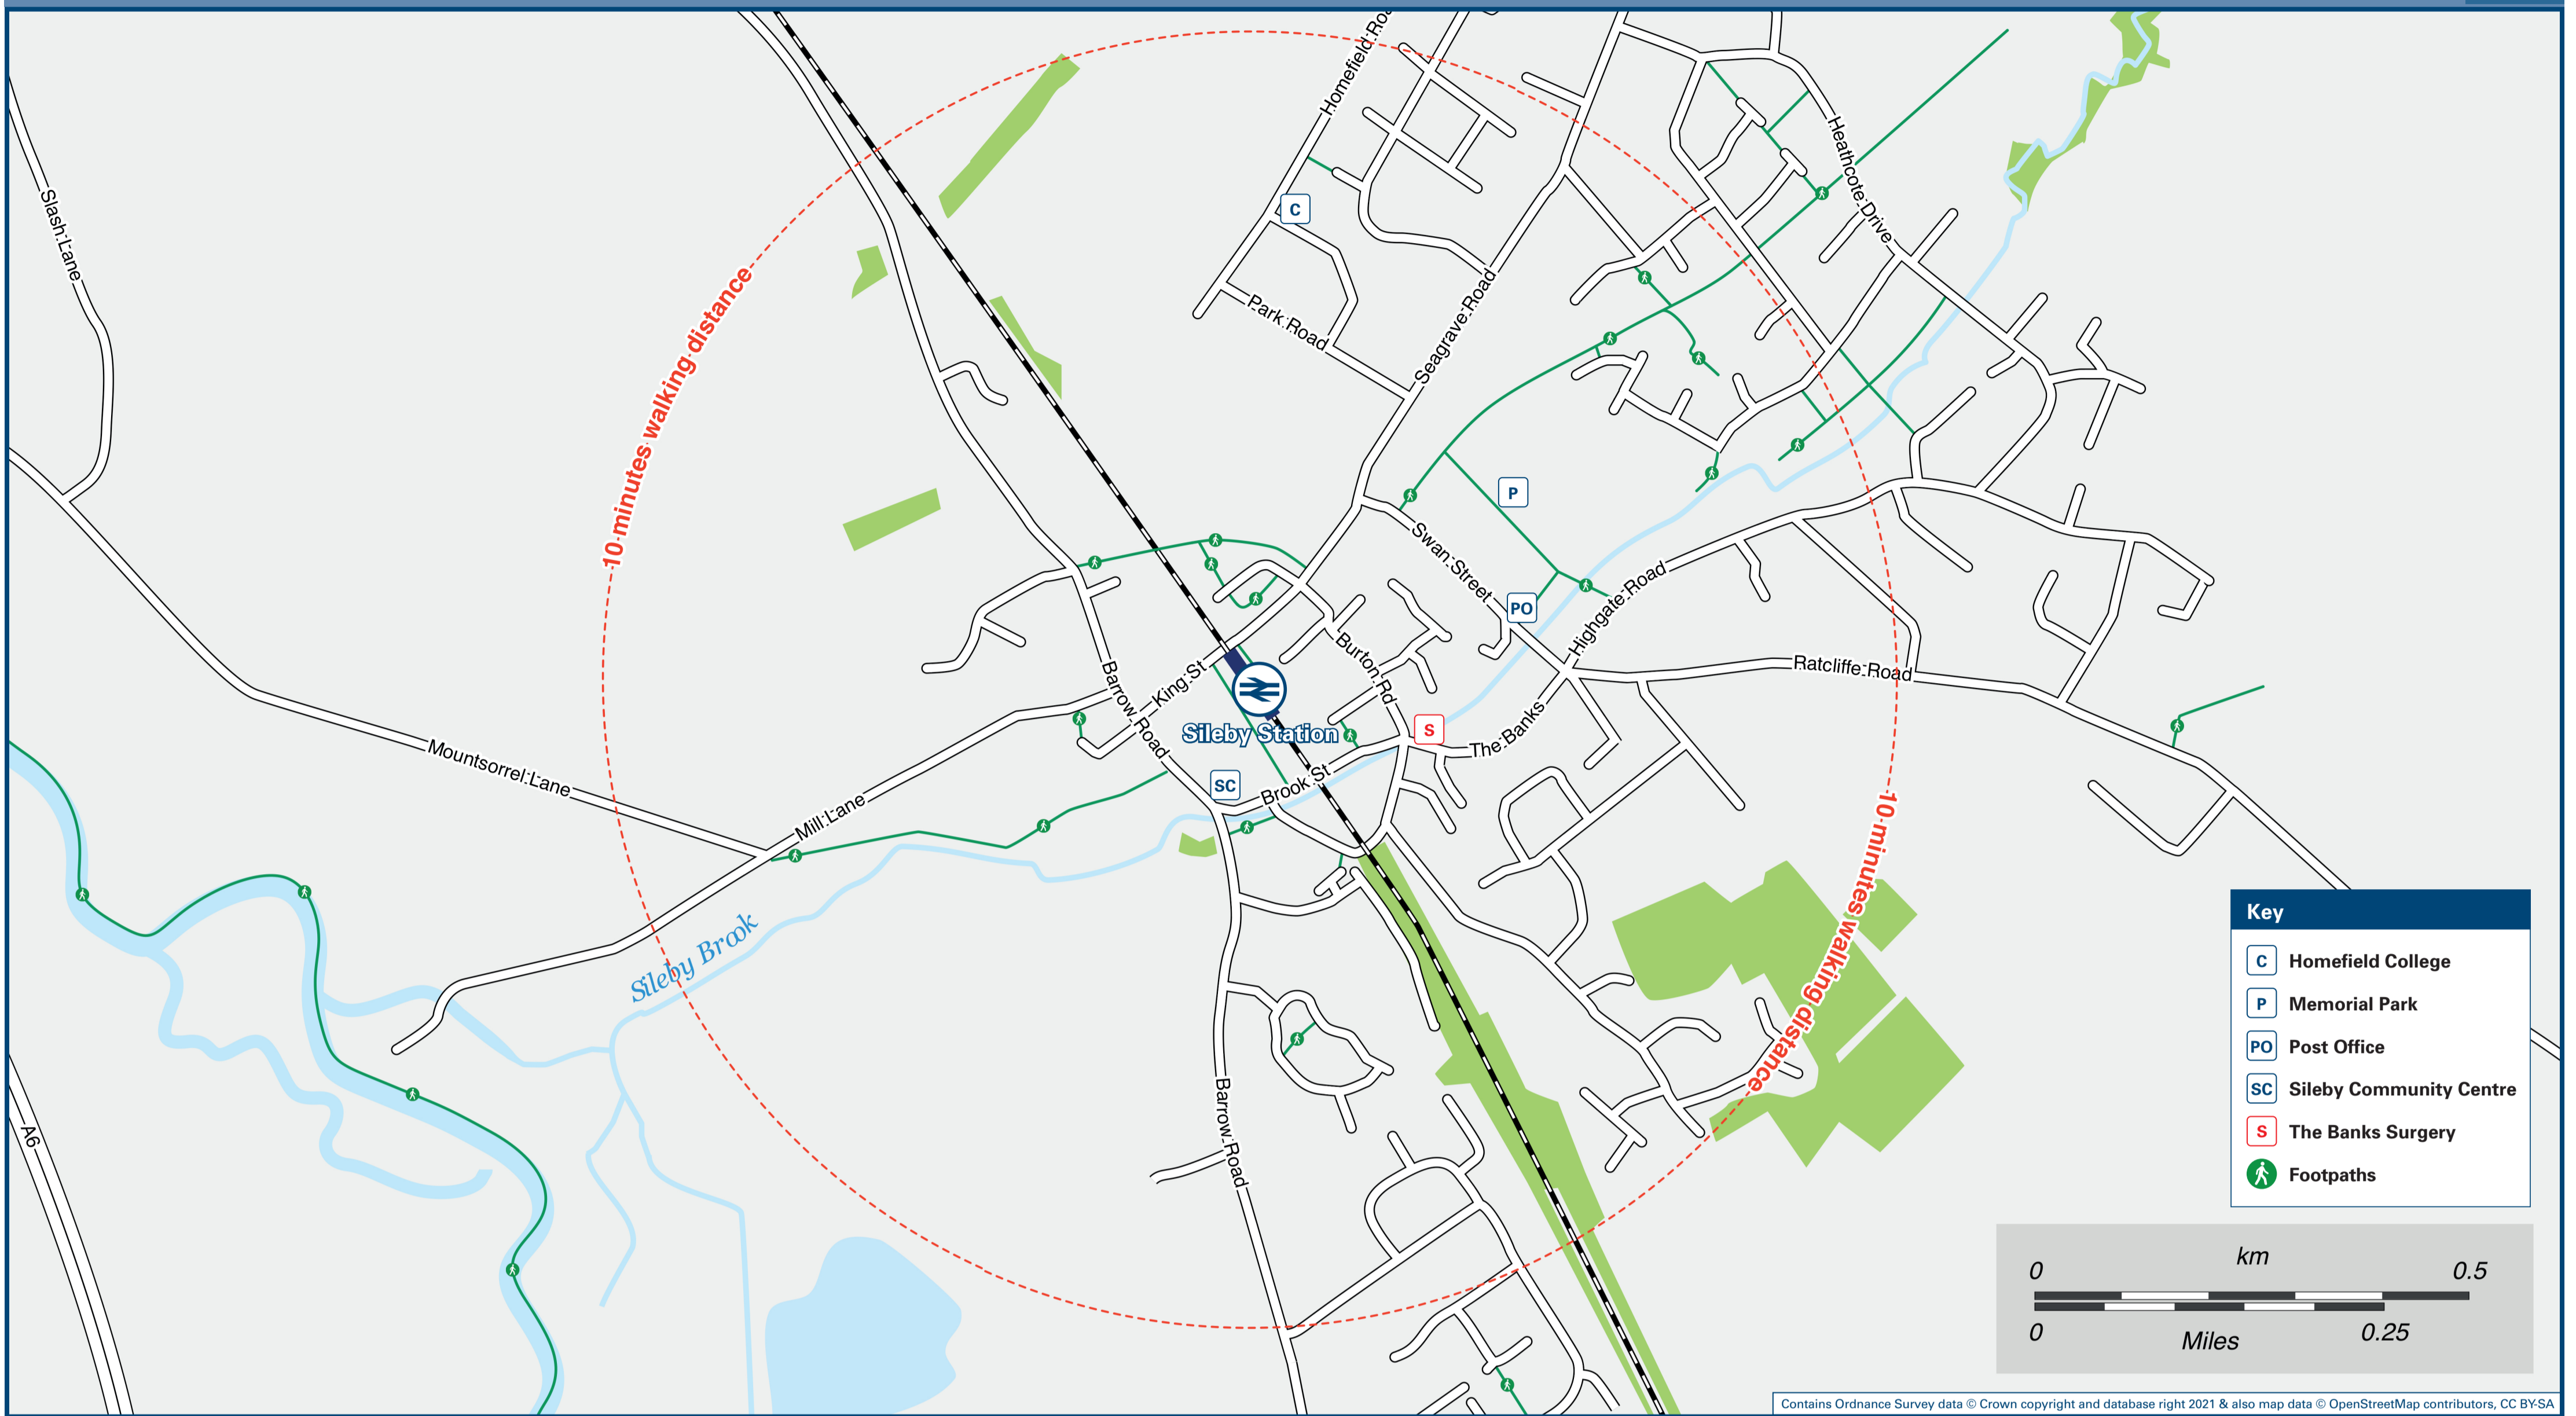 Homefield Roa
Heathcote Drive
Slash Lane
C
10 minutes walking distance
Park Road
Seagrave Road
P
Swan Street
PO
Highgate Road
Burton Rd
Ratcliffe Road
King St
Barrow Road
S
Sileby Station
The Banks
Mountsorrel Lane
SC
Brook St
Mill Lane
10 minutes walking distance
Sileby Brook
Barrow Road
A6
Key
C Homefield College
P Memorial Park
PO Post Office
SC Sileby Community Centre
S The Banks Surgery
Footpaths
km
0 0.5
0 0.25
Miles
Contains Ordnance Survey data © Crown copyright and database right 2021 & also map data © OpenStreetMap contributors, CC BY-SA